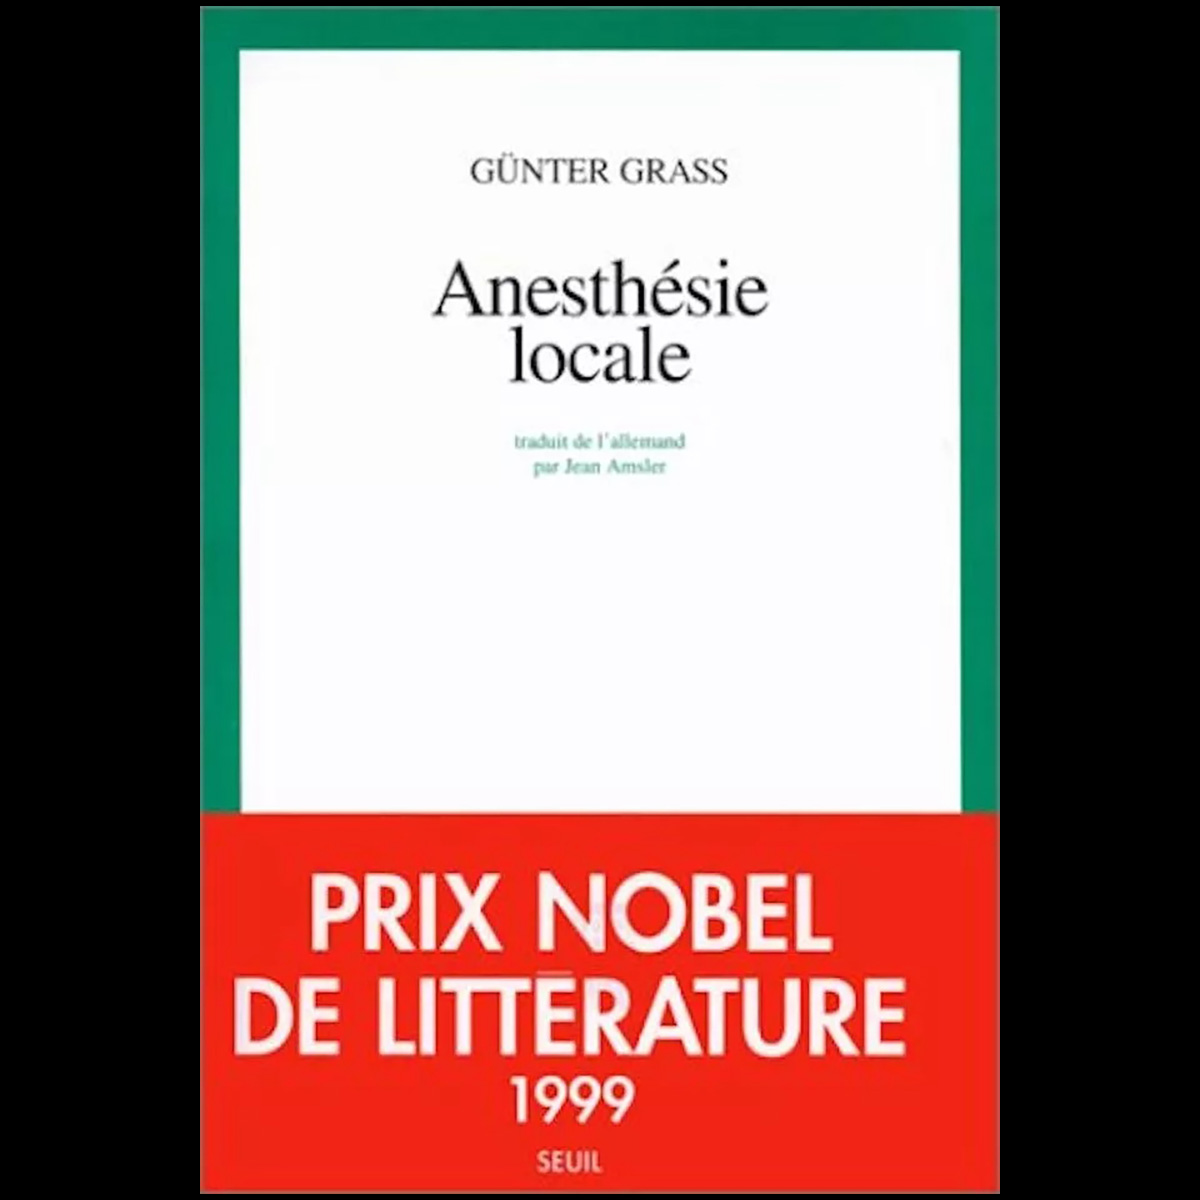 GÜNTER GRASS
Anesthésie
locale
traduit de l'allemand
par Jean Amsler
PRIX NOBEL
DE LITTÉRATURE
1999
SEUIL